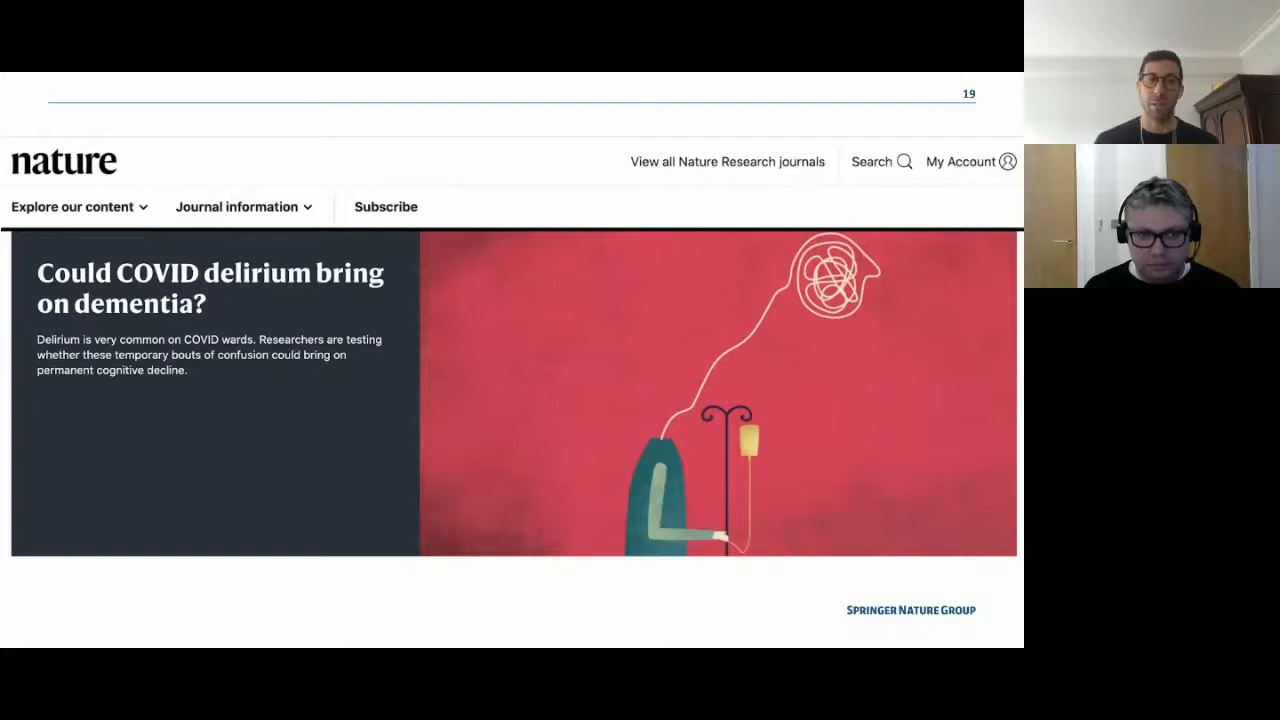 19
nature
View all Nature Research journals
Search
My Account
Explore our content
Journal information
Subscribe
Could COVID delirium bring
on dementia?
Delirium is very common on COVID wards. Researchers are testing
whether these temporary bouts of confusion could bring on
permanent cognitive decline.
SPRINGER NATURE GROUP